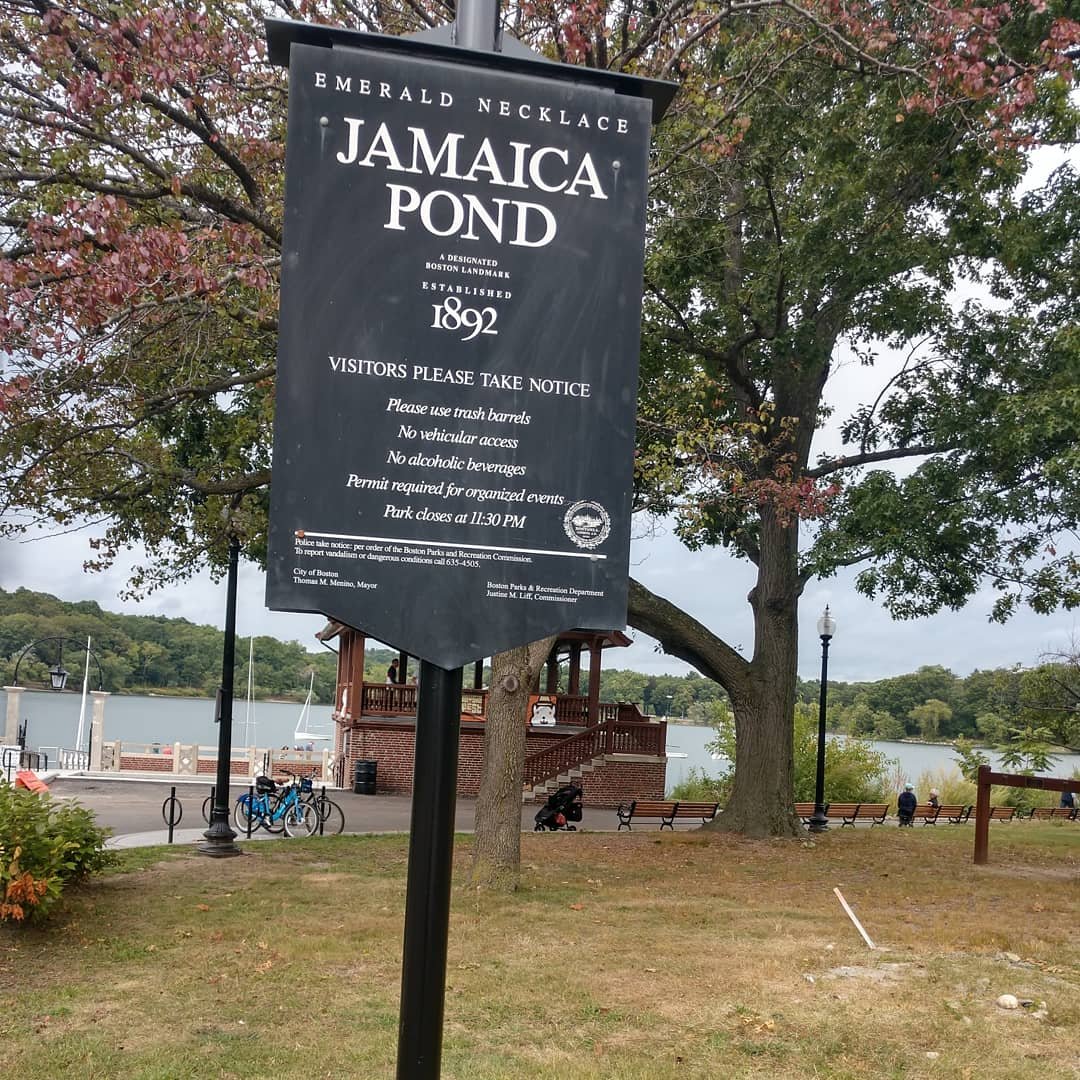 EMERALD NECKLACE
JAMAICA
POND
A DESIGNATED
BOSTON LANDMARK
ESTABLISHED
1892
VISITORS PLEASE TAKE NOTICE
Please use trash barrels
No vehicular access
No alcoholic beverages
Permit required for organized events
Park closes at 11:30 PM
Police take notice: per order of the Boston Parks and Recreation Commission.
To report vandalism or dangerous conditions call 635-4505.
City of Boston
Thomas M. Menino, Mayor
Boston Parks & Recreation Department
Justine M. Liff, Commissioner